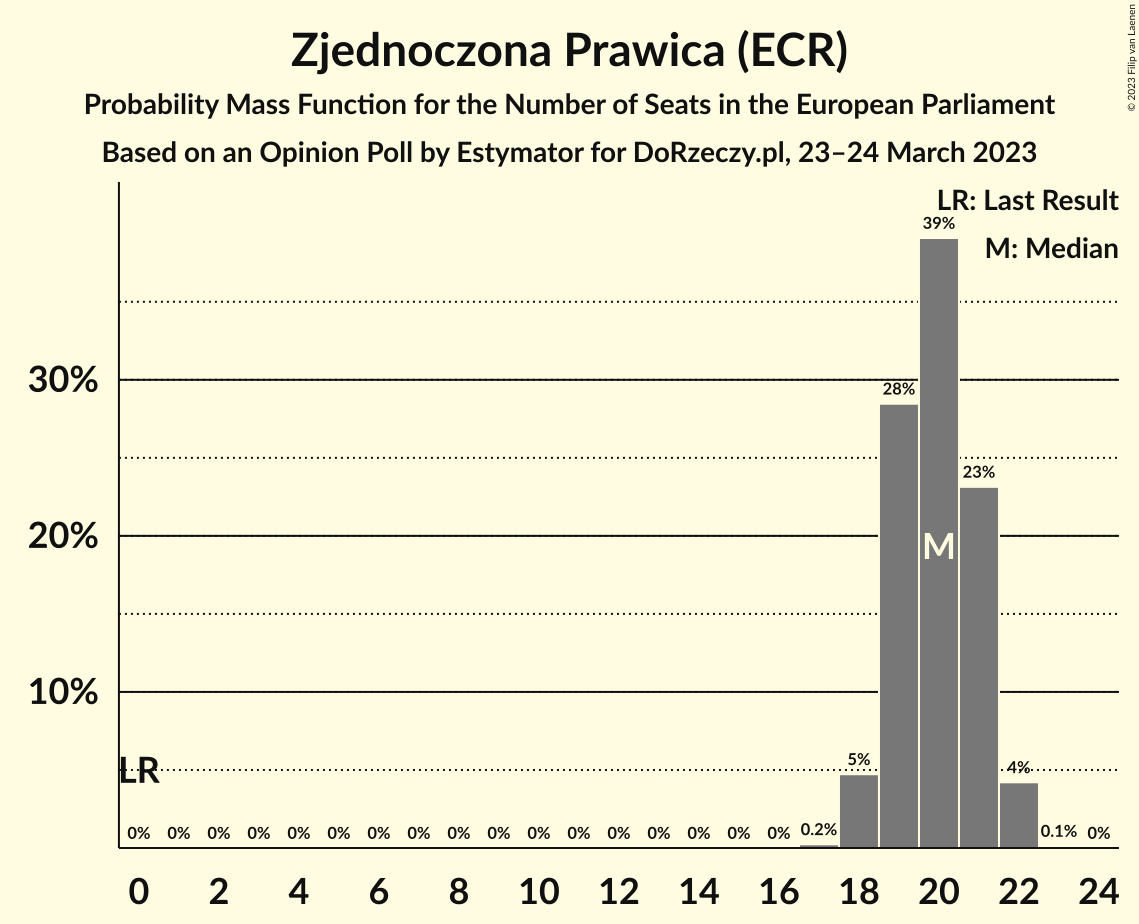 Zjednoczona Prawica (ECR)
Probability Mass Function for the Number of Seats in the European Parliament
Based on an Opinion Poll by Estymator for DoRzeczy.pl, 23–24 March 2023
© 2023 Filip van Laenen
LR: Last Result
M: Median
39%
30%
28%
23%
20%
M
10%
LR
5%
4%
0% 0% 0% 0% 0% 0% 0% 0% 0% 0% 0% 0% 0% 0% 0% 0% 0% 0.2% 0.1% 0%
0 2 4 6 8 10 12 14 16 18 20 22 24